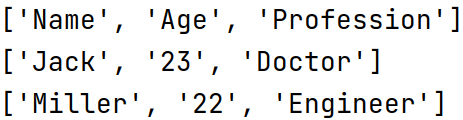 ['Name', 'Age', 'Profession']
['Jack', '23', 'Doctor']
['Miller', '22', 'Engineer']